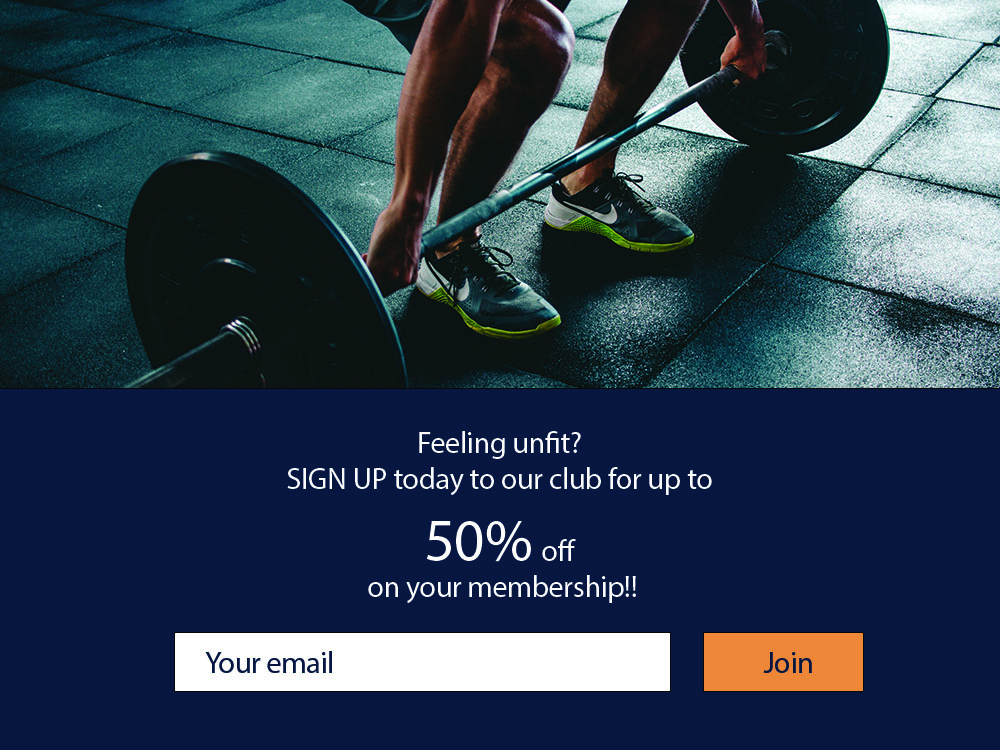 Feeling unfit?
SIGN UP today to our club for up to
50% off
on your membership!!
Your email
Join